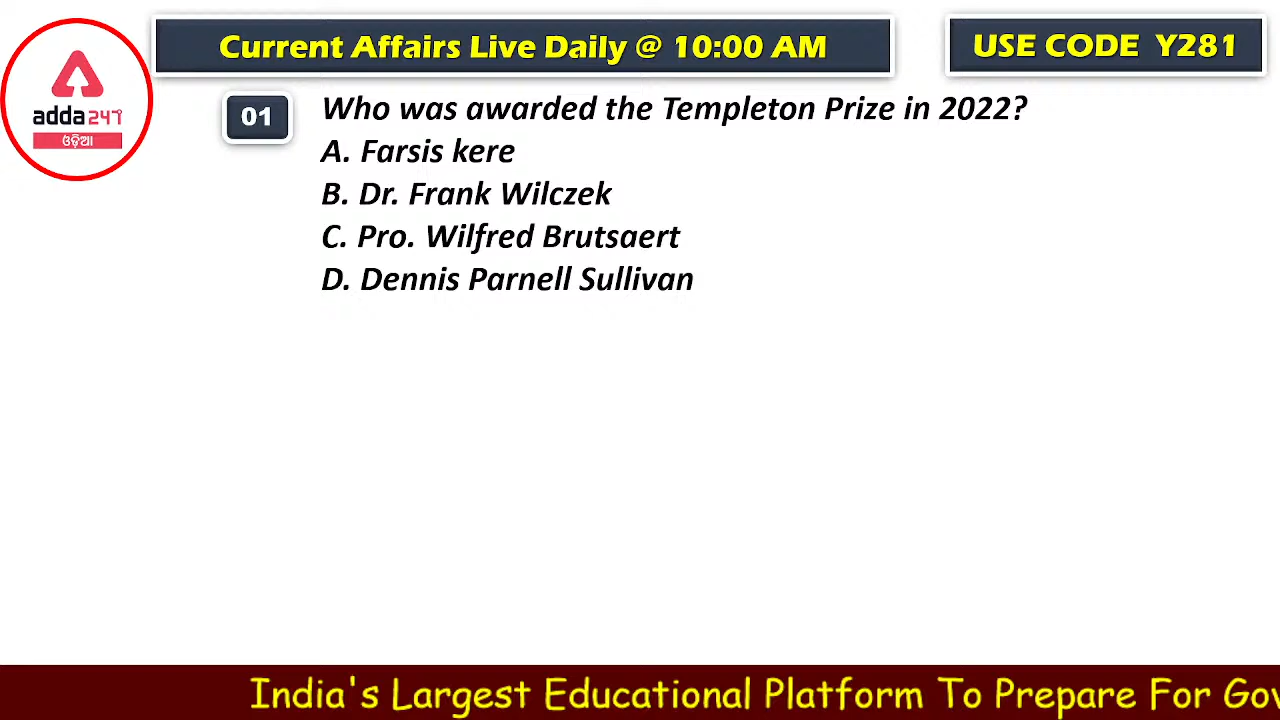 Current Affairs Live Daily @ 10:00 AM
USE CODE Y281
adda247
ଓଡ଼ିଆ
01
Who was awarded the Templeton Prize in 2022?
A. Farsis kere
B. Dr. Frank Wilczek
C. Pro. Wilfred Brutsaert
D. Dennis Parnell Sullivan
India's Largest Educational Platform To Prepare For Gov